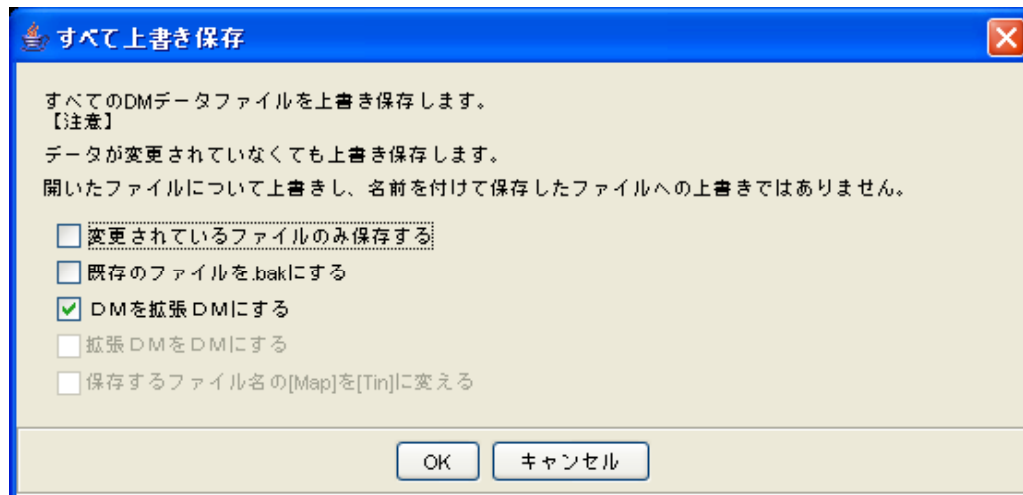 すべて上書き保存
すべてのDMデータファイルを上書き保存します。
【注意】
データが変更されていなくても上書き保存します。
開いたファイルについて上書きし、名前を付けて保存したファイルへの上書きではありません。
変更されているファイルのみ保存する
既存のファイルを.bakにする
ＤＭを拡張ＤＭにする
拡張ＤＭをＤＭにする
保存するファイル名の[Map]を[Tin]に変える
OK キャンセル